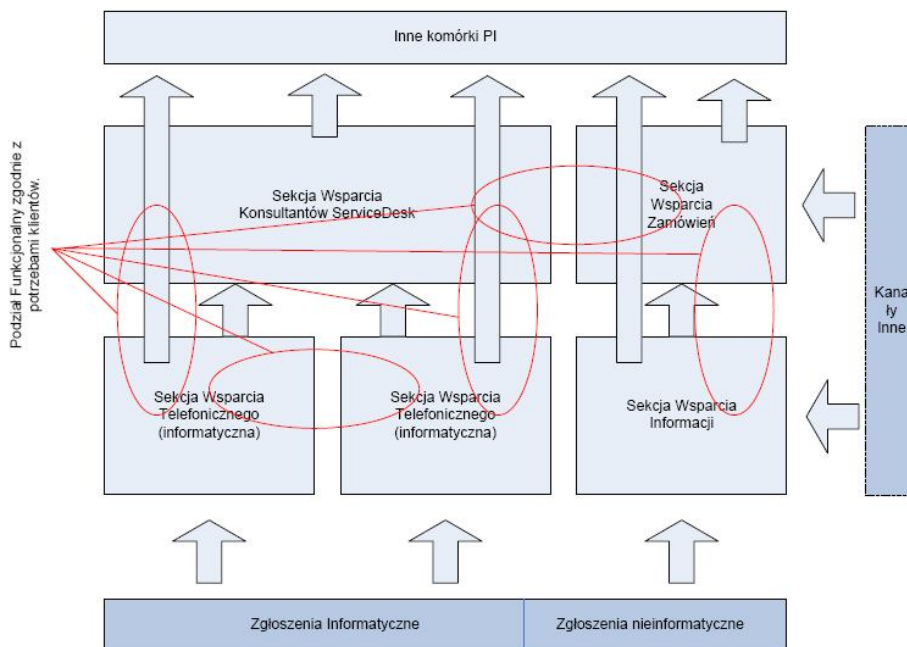 Inne komórki PI
Podział Funkcjonalny zgodnie z
potrzebami klientów.
Sekcja Wsparcia
Konsultantów ServiceDesk
Sekcja
Wsparcia
Zamówień
Kana
ły
Inne
Sekcja Wsparcia
Telefonicznego
(informatyczna)
Sekcja Wsparcia
Telefonicznego
(informatyczna)
Sekcja Wsparcia
Informacji
Zgłoszenia Informatyczne
Zgłoszenia nieinformatyczne